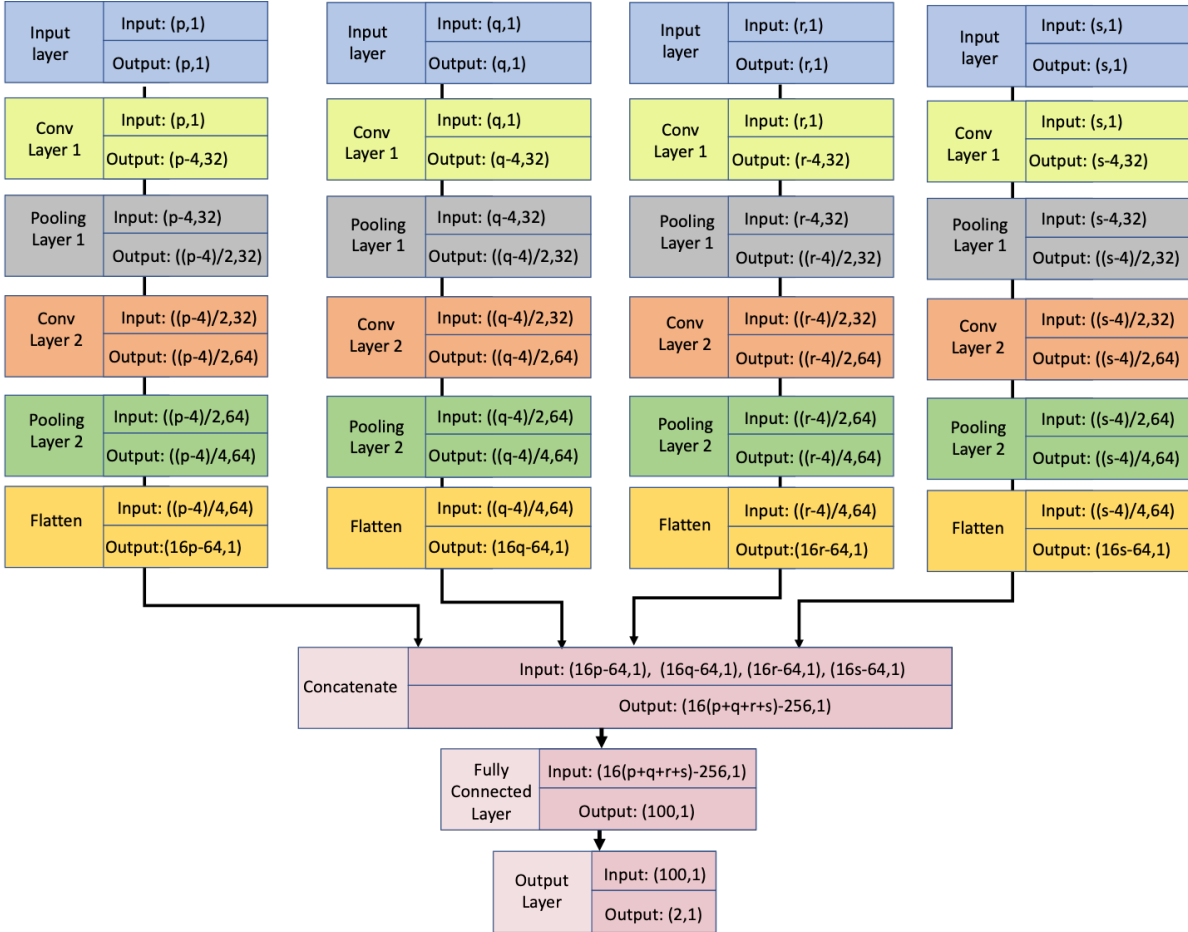 Input layer
Input: (p,1)
Output: (p,1)
Conv Layer 1
Input: (p,1)
Output: (p-4,32)
Pooling Layer 1
Input: (p-4,32)
Output: ((p-4)/2,32)
Conv Layer 2
Input: ((p-4)/2,32)
Output: ((p-4)/2,64)
Pooling Layer 2
Input: ((p-4)/2,64)
Output: ((p-4)/4,64)
Flatten
Input: ((p-4)/4,64)
Output:(16p-64,1)
Input layer
Input: (q,1)
Output: (q,1)
Conv Layer 1
Input: (q,1)
Output: (q-4,32)
Pooling Layer 1
Input: (q-4,32)
Output: ((q-4)/2,32)
Conv Layer 2
Input: ((q-4)/2,32)
Output: ((q-4)/2,64)
Pooling Layer 2
Input: ((q-4)/2,64)
Output: ((q-4)/4,64)
Flatten
Input: ((q-4)/4,64)
Output: (16q-64,1)
Input layer
Input: (r,1)
Output: (r,1)
Conv Layer 1
Input: (r,1)
Output: (r-4,32)
Pooling Layer 1
Input: (r-4,32)
Output: ((r-4)/2,32)
Conv Layer 2
Input: ((r-4)/2,32)
Output: ((r-4)/2,64)
Pooling Layer 2
Input: ((r-4)/2,64)
Output: ((r-4)/4,64)
Flatten
Input: ((r-4)/4,64)
Output:(16r-64,1)
Input layer
Input: (s,1)
Output: (s,1)
Conv Layer 1
Input: (s,1)
Output: (s-4,32)
Pooling Layer 1
Input: (s-4,32)
Output: ((s-4)/2,32)
Conv Layer 2
Input: ((s-4)/2,32)
Output: ((s-4)/2,64)
Pooling Layer 2
Input: ((s-4)/2,64)
Output: ((s-4)/4,64)
Flatten
Input: ((s-4)/4,64)
Output: (16s-64,1)
Concatenate
Input: (16p-64,1), (16q-64,1), (16r-64,1), (16s-64,1)
Output: (16(p+q+r+s)-256,1)
Fully Connected Layer
Input: (16(p+q+r+s)-256,1)
Output: (100,1)
Output Layer
Input: (100,1)
Output: (2,1)